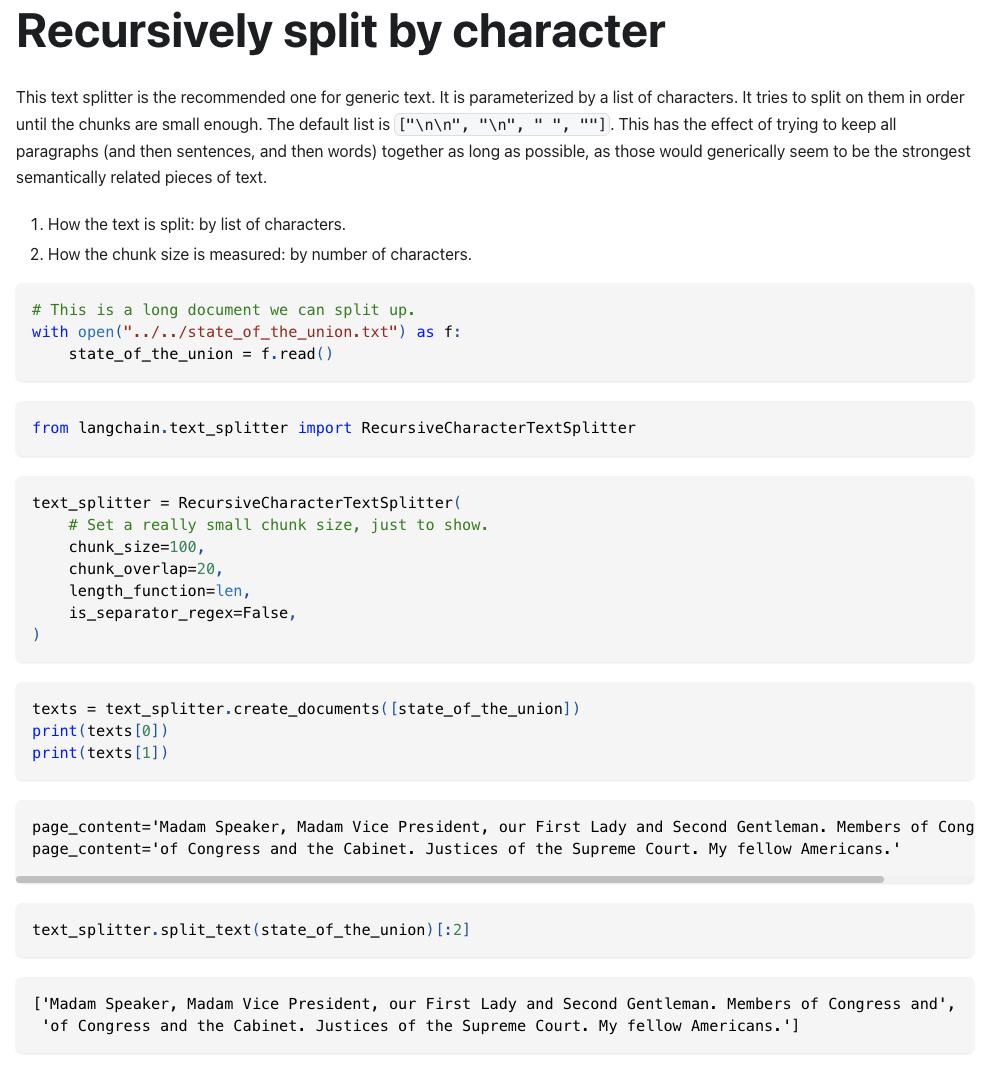 Recursively split by character
This text splitter is the recommended one for generic text. It is parameterized by a list of characters. It tries to split on them in order
until the chunks are small enough. The default list is ["\n\n", "\n", " ", ""]. This has the effect of trying to keep all
paragraphs (and then sentences, and then words) together as long as possible, as those would generically seem to be the strongest
semantically related pieces of text.
1. How the text is split: by list of characters.
2. How the chunk size is measured: by number of characters.
# This is a long document we can split up.
with open("../../state_of_the_union.txt") as f:
    state_of_the_union = f.read()
from langchain.text_splitter import RecursiveCharacterTextSplitter
text_splitter = RecursiveCharacterTextSplitter(
    # Set a really small chunk size, just to show.
    chunk_size=100,
    chunk_overlap=20,
    length_function=len,
    is_separator_regex=False,
)
texts = text_splitter.create_documents([state_of_the_union])
print(texts[0])
print(texts[1])
page_content='Madam Speaker, Madam Vice President, our First Lady and Second Gentleman. Members of Cong
page_content='of Congress and the Cabinet. Justices of the Supreme Court. My fellow Americans.'
text_splitter.split_text(state_of_the_union)[:2]
['Madam Speaker, Madam Vice President, our First Lady and Second Gentleman. Members of Congress and',
 'of Congress and the Cabinet. Justices of the Supreme Court. My fellow Americans.']